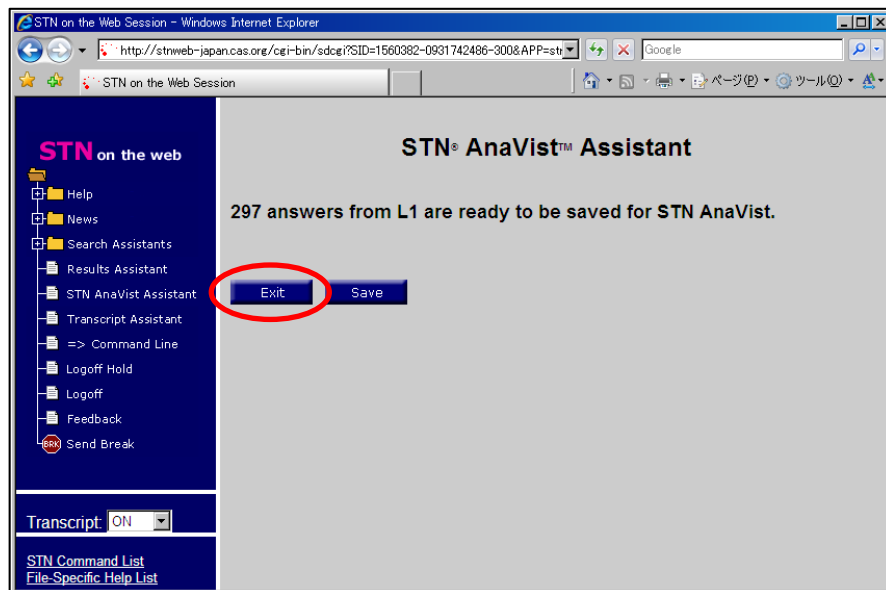 STN on the Web Session - Windows Internet Explorer
http://stnweb-japan.cas.org/cgi-bin/sdcgi?SID=1560382-0931742486-300&APP=stn
Google
STN on the Web Session
ページ(P)
ツール(O)
STN on the web
Help
News
Search Assistants
Results Assistant
STN AnaVist Assistant
Transcript Assistant
=> Command Line
Logoff Hold
Logoff
Feedback
BRK Send Break
Transcript: ON
STN Command List
File-Specific Help List
STN® AnaVist™ Assistant
297 answers from L1 are ready to be saved for STN AnaVist.
Exit
Save